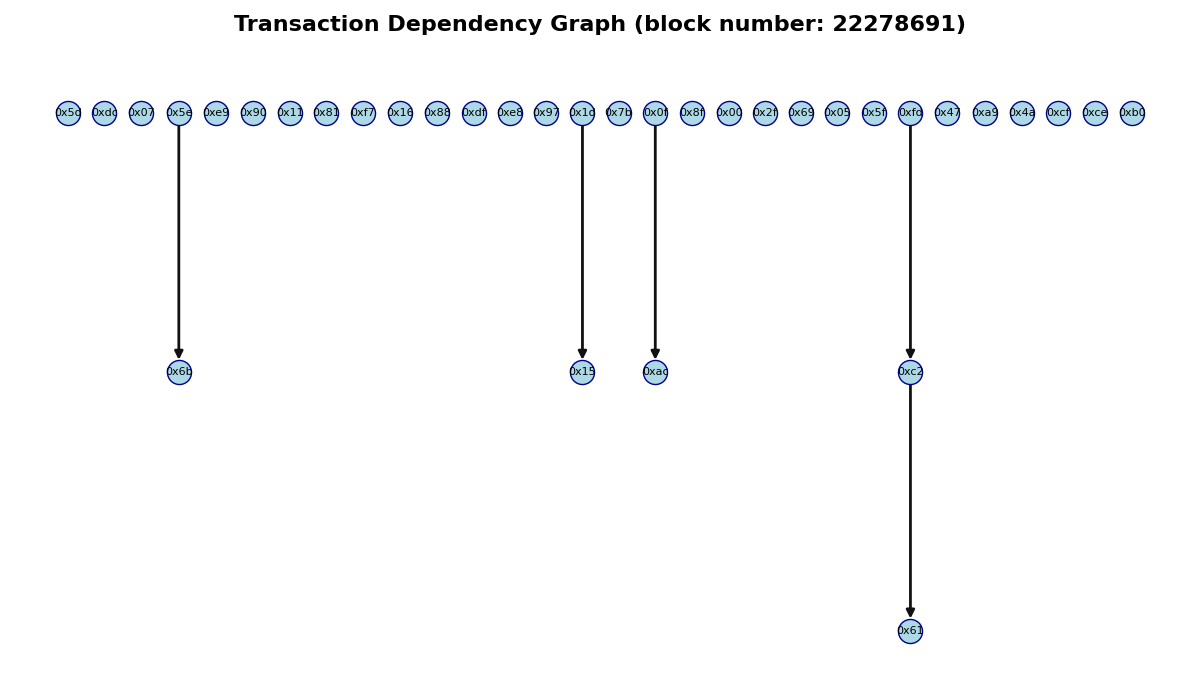 Transaction Dependency Graph (block number: 22278691)
0x5d 0xdc 0x07 0x5e 0xe9 0x90 0x11 0x81 0xf7 0x16 0x88 0xdf 0xe8 0x97 0x1d 0x7b 0x0f 0x8f 0x00 0x2f 0x69 0x05 0x5f 0xfd 0x47 0xa9 0x4a 0xcf 0xce 0xb0
0x6b 0x15 0xac 0xc2
0x61